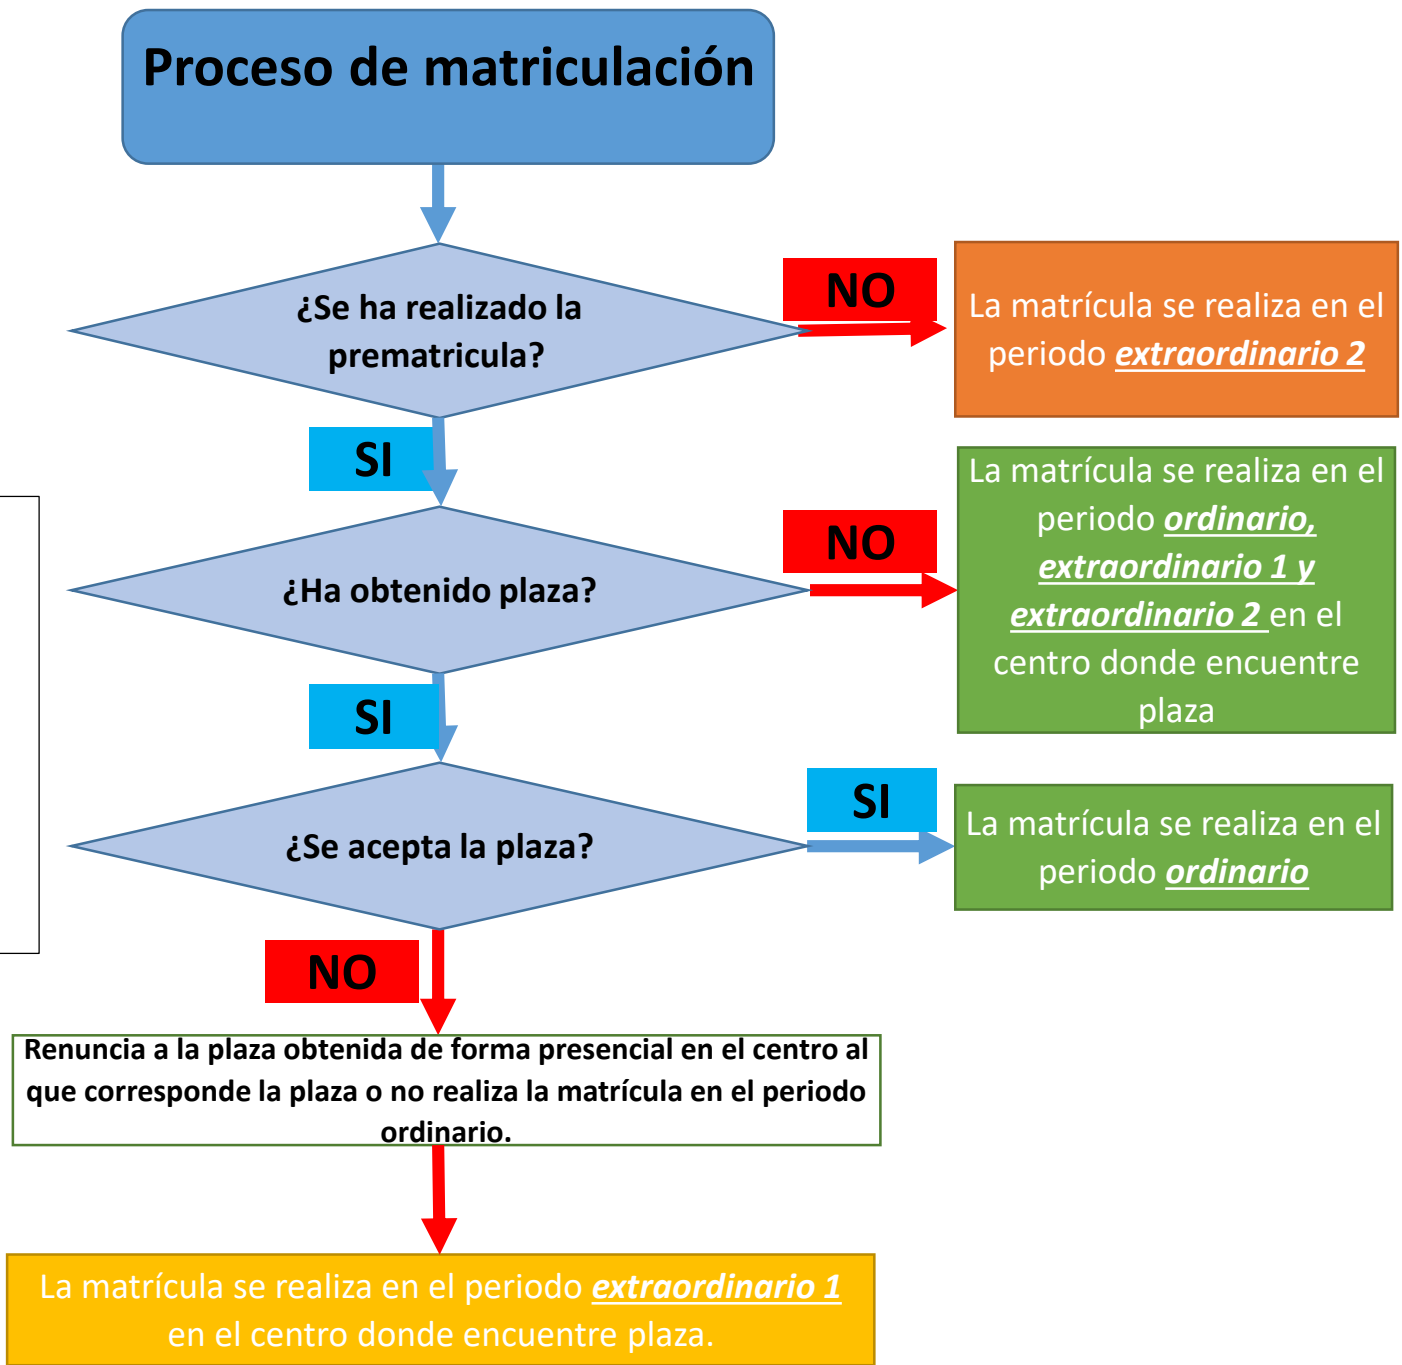 Proceso de matriculación
¿Se ha realizado la
prematricula?
NO
La matrícula se realiza en el
periodo extraordinario 2
SI
¿Ha obtenido plaza?
NO
La matrícula se realiza en el
periodo ordinario,
extraordinario 1 y
extraordinario 2 en el
centro donde encuentre
plaza
SI
¿Se acepta la plaza?
SI
La matrícula se realiza en el
periodo ordinario
NO
Renuncia a la plaza obtenida de forma presencial en el centro al
que corresponde la plaza o no realiza la matrícula en el periodo
ordinario.
La matrícula se realiza en el periodo extraordinario 1
en el centro donde encuentre plaza.